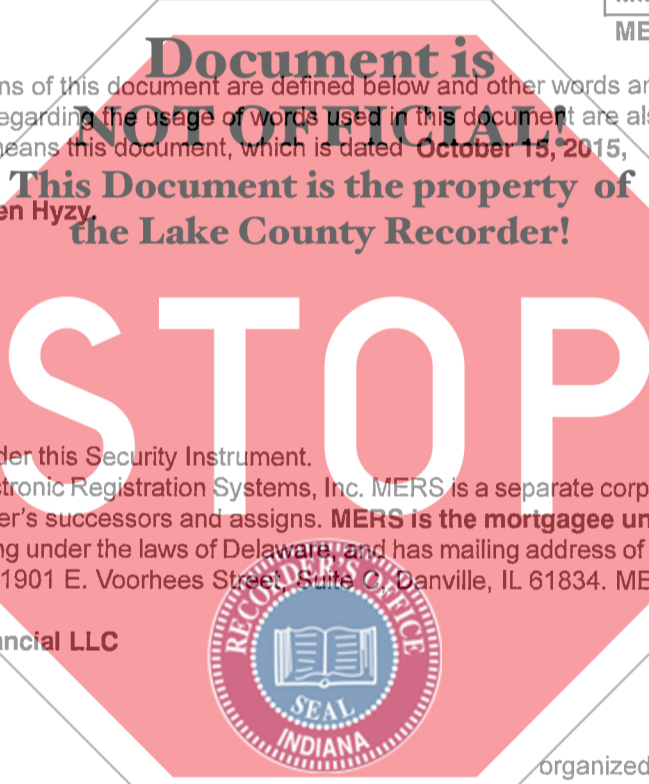 ME
Document is
ns of this document are defined below and other words ar
egarding the usage of words used in this document are als
NOT OFFICIAL!
eans this document, which is dated October 15, 2015,
This Document is the property of
en Hyzy.
the Lake County Recorder!
STOP
der this Security Instrument.
ctronic Registration Systems, Inc. MERS is a separate corp
er's successors and assigns. MERS is the mortgagee un
ng under the laws of Delaware, and has mailing address of
1901 E. Voorhees Street, Suite C, Danville, IL 61834. ME
RECORDER'S OFFICE
ancial LLC
SEAL
INDIANA
organized